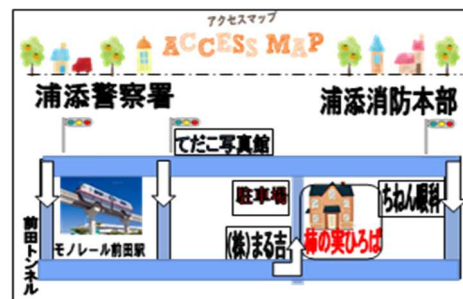 アクセスマップ
ACCESS MAP
浦添警察署
浦添消防本部
てだこ写真館
駐車場
ちねん眼科
(株)まる吉
柿の実ひろば
モノレール前田駅
前田トンネル